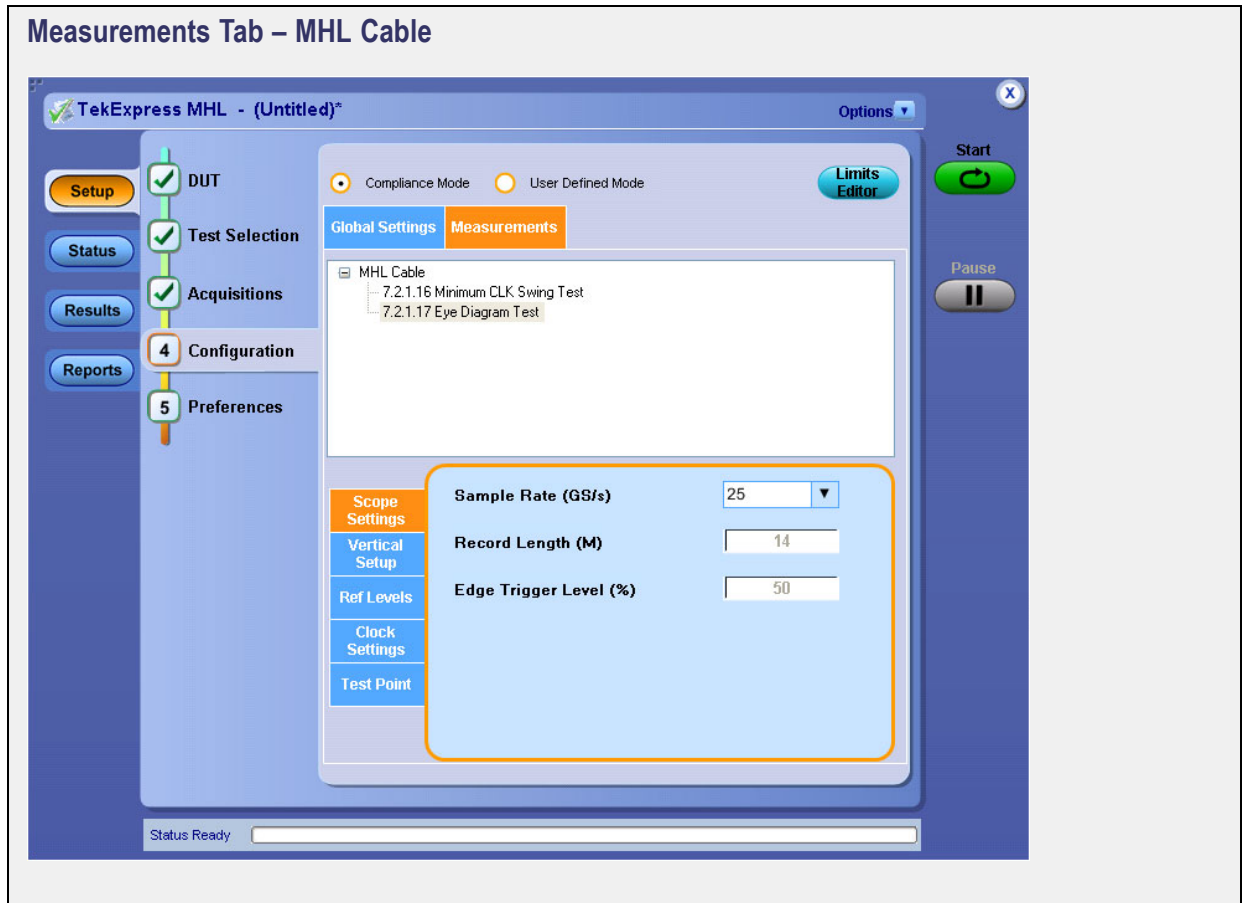 Measurements Tab – MHL Cable
X
TekExpress MHL - (Untitled)*
Options
Start
Pause
Setup
Status
Results
Reports
DUT
Test Selection
Acquisitions
4 Configuration
5 Preferences
Compliance Mode
User Defined Mode
Limits
Editor
Global Settings
Measurements
MHL Cable
7.2.1.16 Minimum CLK Swing Test
7.2.1.17 Eye Diagram Test
Scope
Settings
Vertical
Setup
Ref Levels
Clock
Settings
Test Point
Sample Rate (GS/s) 25
Record Length (M) 14
Edge Trigger Level (%) 50
Status Ready